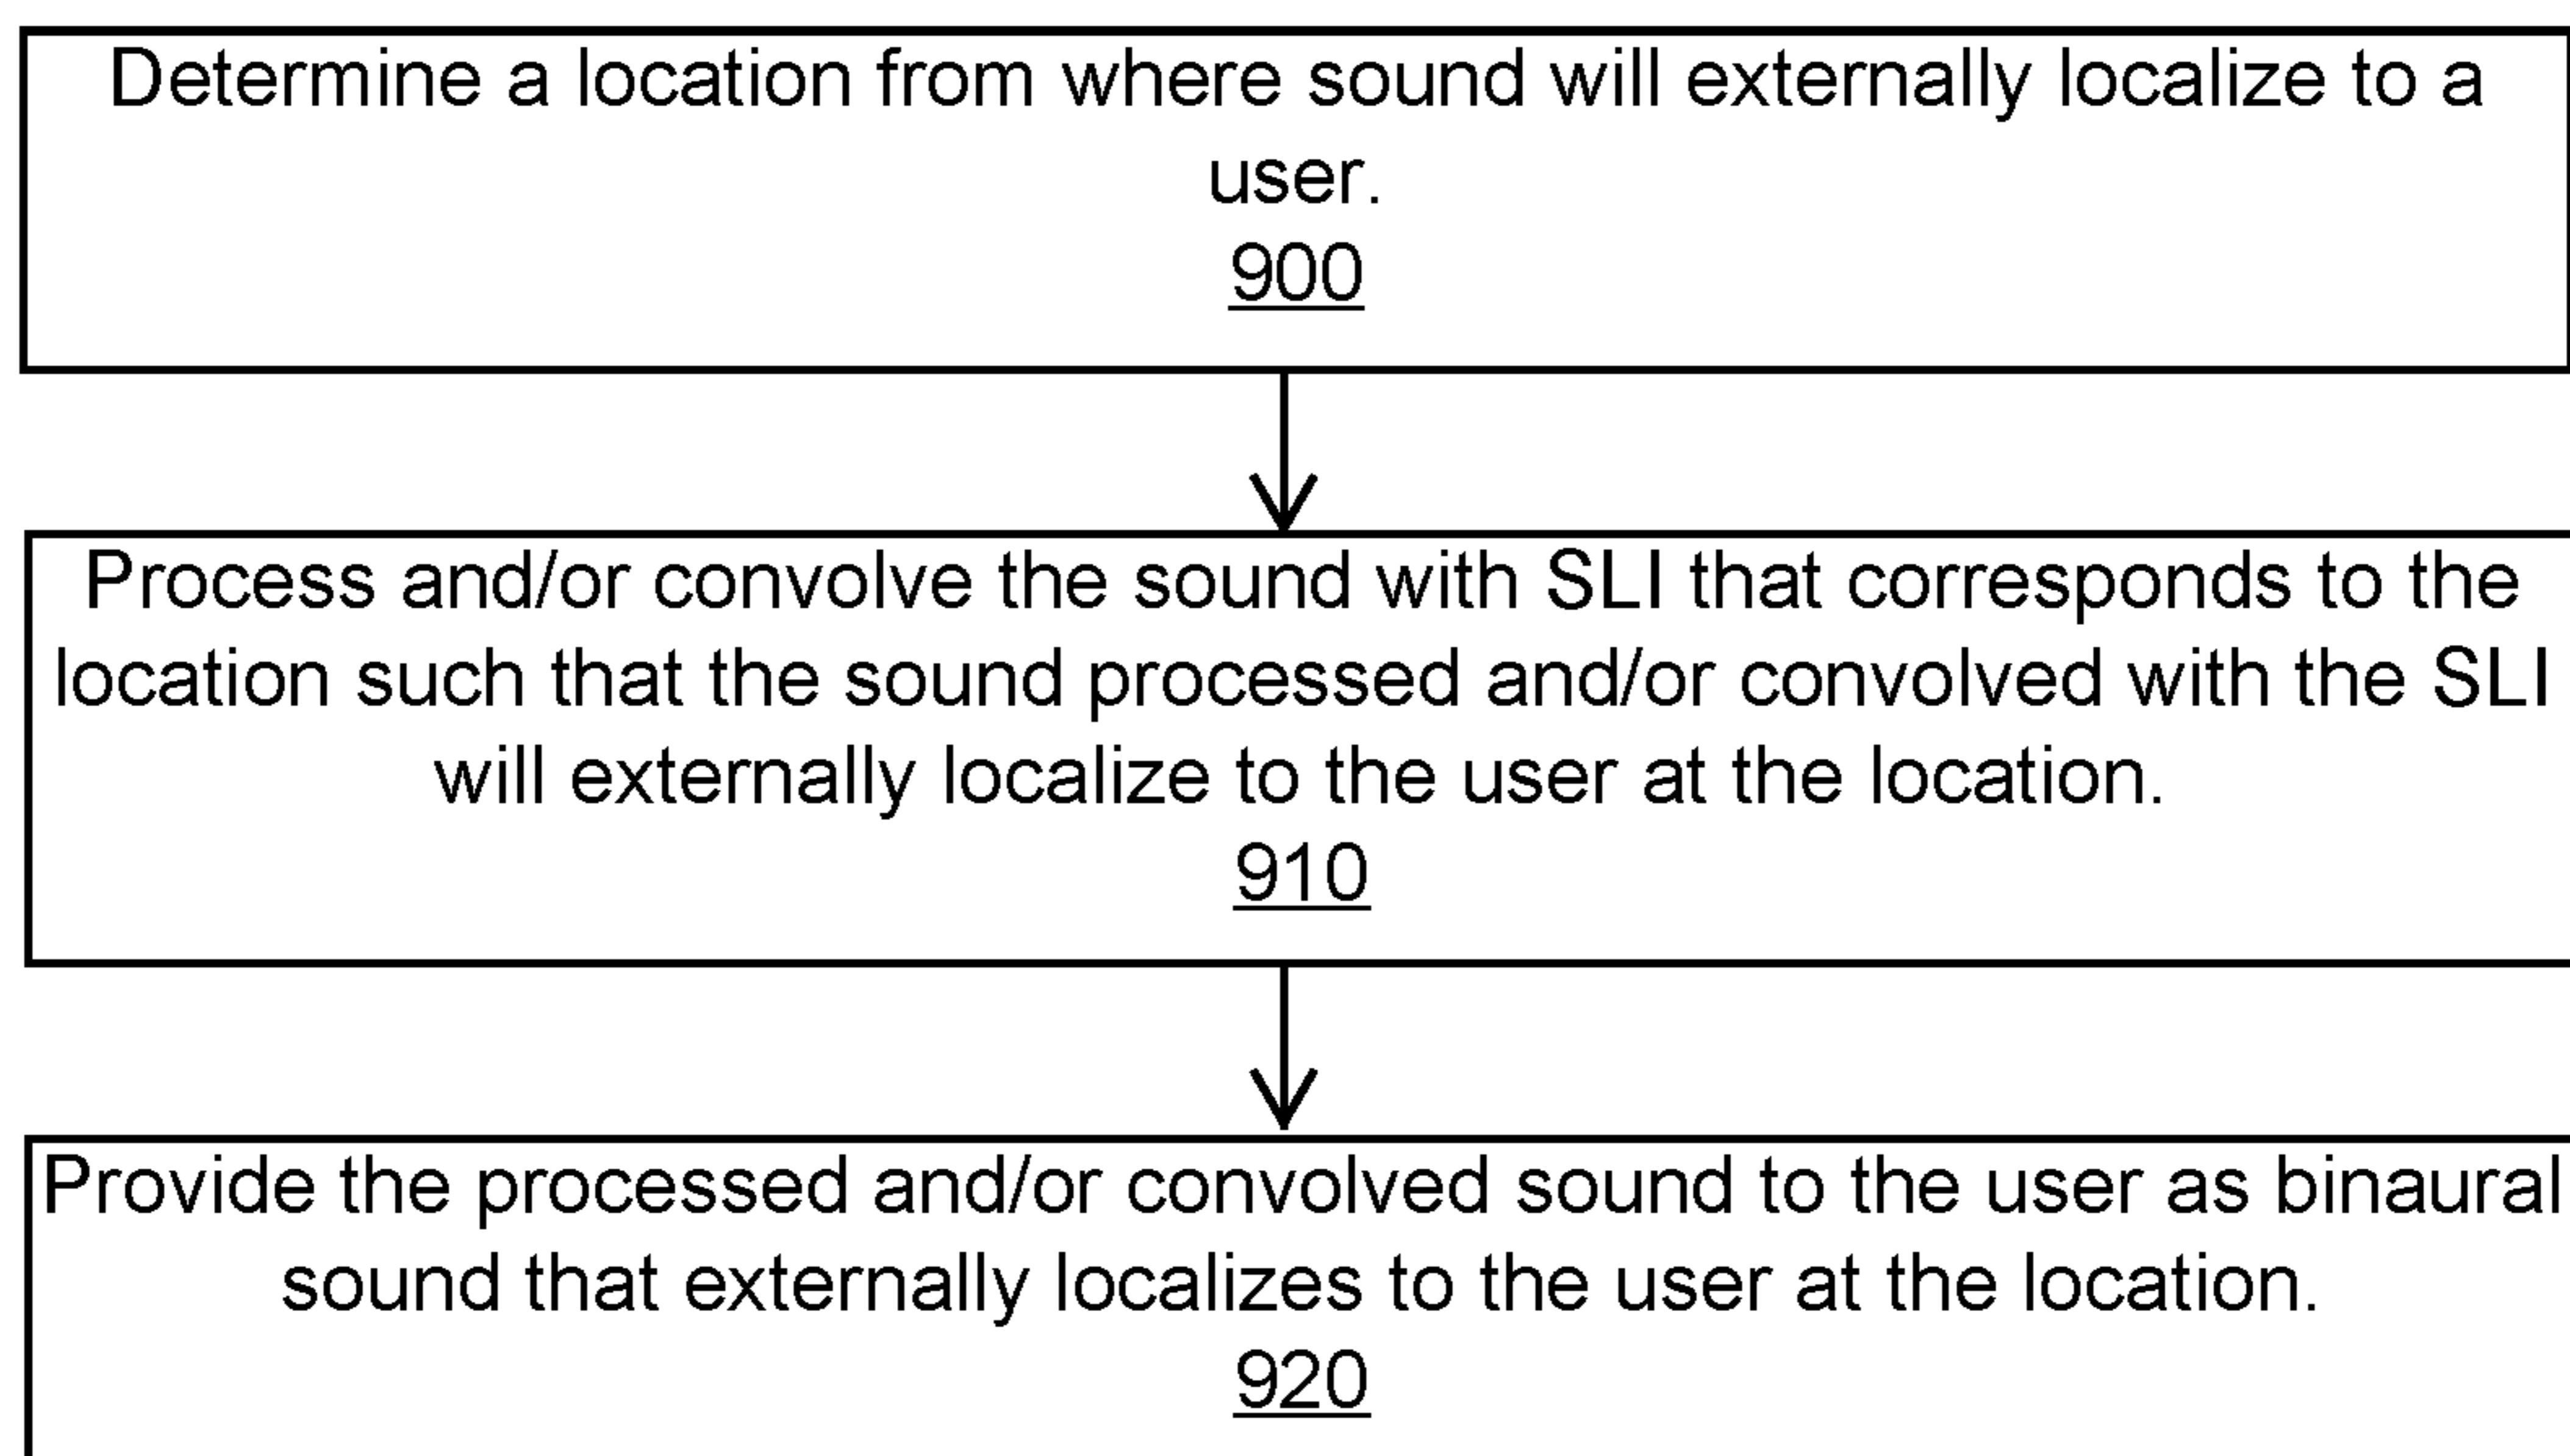 Determine a location from where sound will externally localize to a
user.
900
Process and/or convolve the sound with SLI that corresponds to the
location such that the sound processed and/or convolved with the SLI
will externally localize to the user at the location.
910
Provide the processed and/or convolved sound to the user as binaural
sound that externally localizes to the user at the location.
920